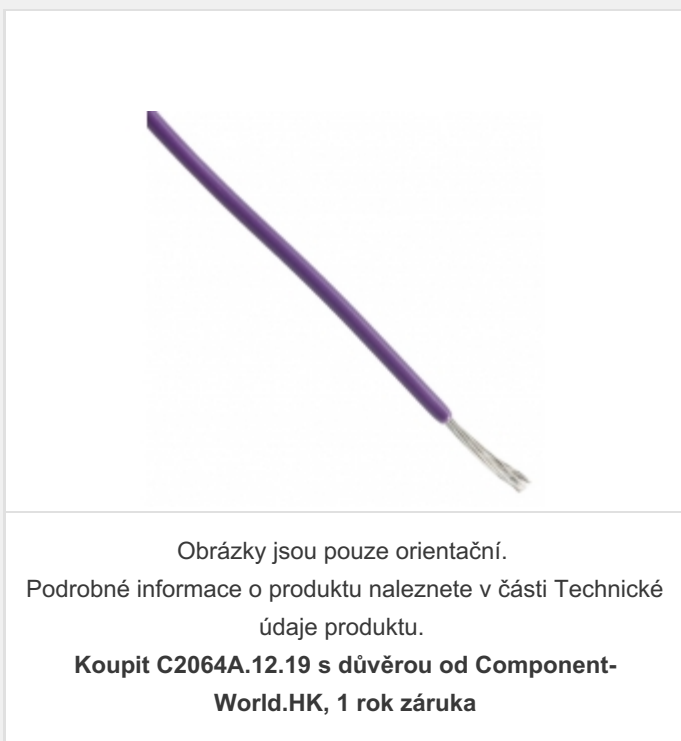 Obrázky jsou pouze orientační.
Podrobné informace o produktu naleznete v části Technické
údaje produktu.
Koupit C2064A.12.19 s důvěrou od Component-
World.HK, 1 rok záruka